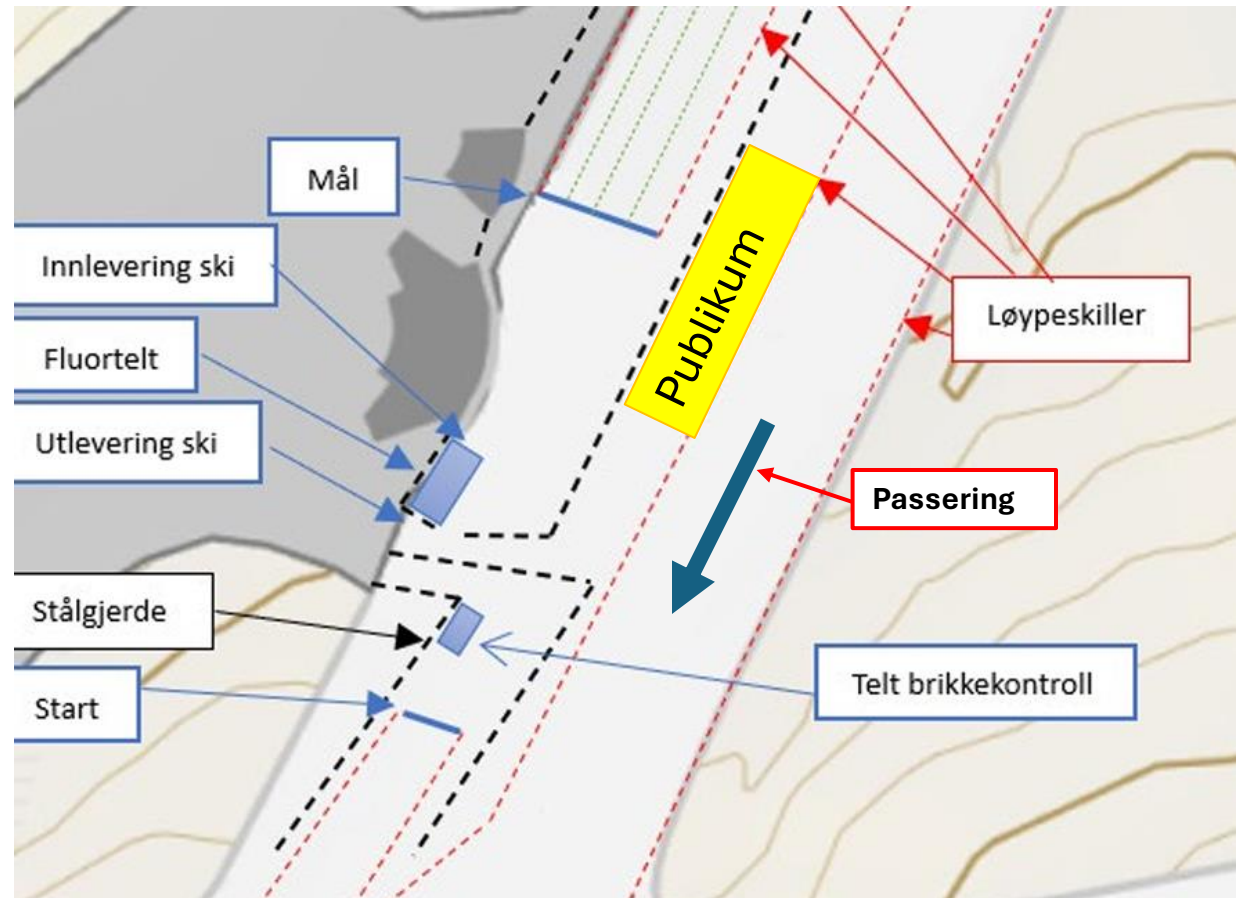 Mål
Innlevering ski
Fluortelt
Utlevering ski
Stålgjerde
Start
Publikum
Løypeskiller
Passering
Telt brikkekontroll